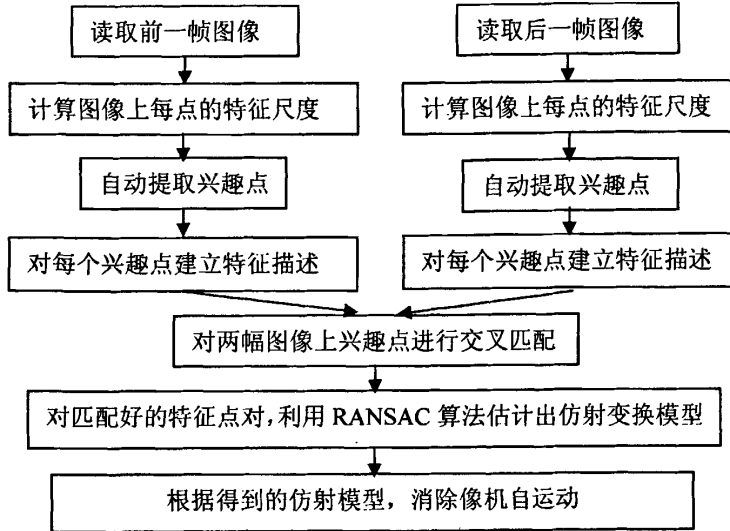 读取前一帧图像
读取后一帧图像
计算图像上每点的特征尺度
计算图像上每点的特征尺度
自动提取兴趣点
自动提取兴趣点
对每个兴趣点建立特征描述
对每个兴趣点建立特征描述
对两幅图像上兴趣点进行交叉匹配
对匹配好的特征点对，利用 RANSAC 算法估计出仿射变换模型
根据得到的仿射模型，消除像机自运动